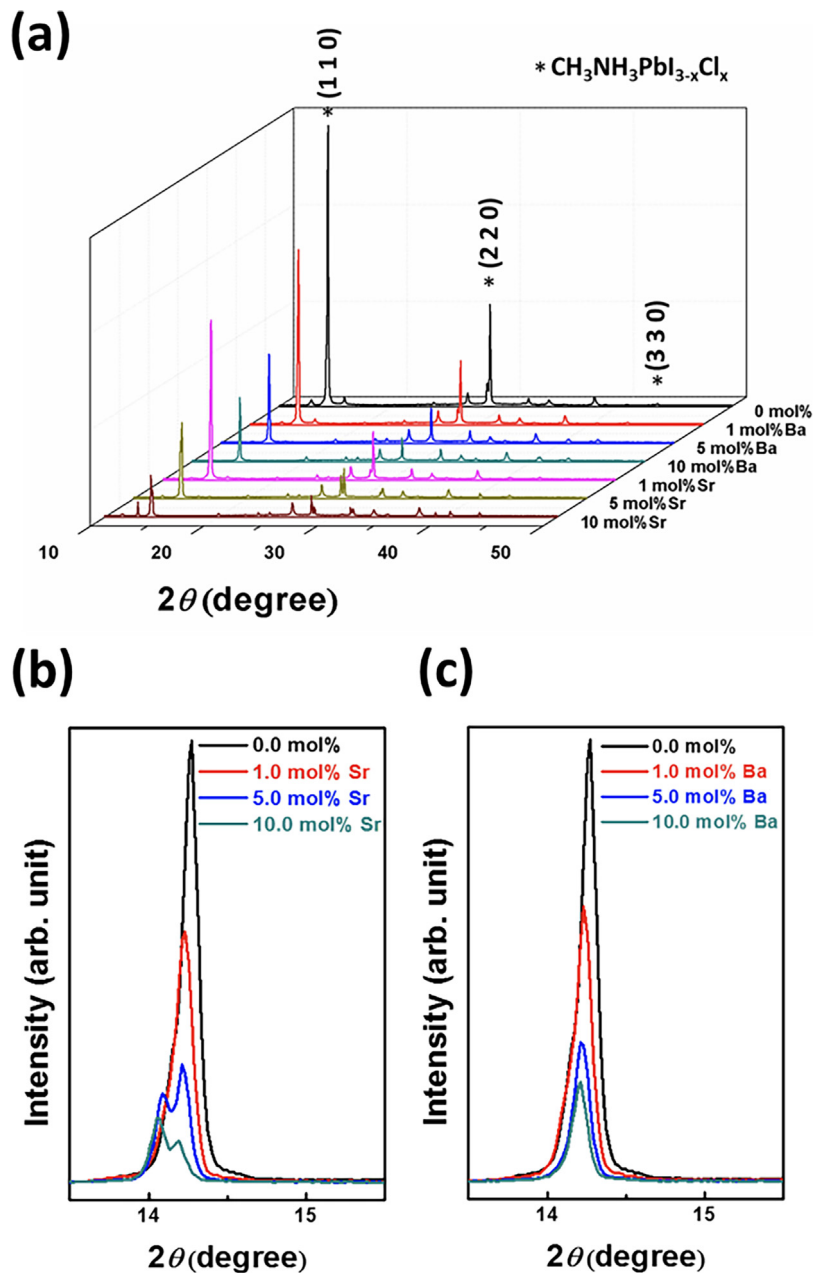 (a)
* (1 1 0)
* CH₃NH₃PbI₃₋ₓClₓ
* (2 2 0)
* (3 3 0)
0 mol%
1 mol%Ba
5 mol%Ba
10 mol%Ba
1 mol%Sr
5 mol%Sr
10 mol%Sr
10 20 30 40 50
2θ (degree)
(b)
(c)
0.0 mol%
1.0 mol% Sr
5.0 mol% Sr
10.0 mol% Sr
Intensity (arb. unit)
14 15
2θ (degree)
0.0 mol%
1.0 mol% Ba
5.0 mol% Ba
10.0 mol% Ba
Intensity (arb. unit)
14 15
2θ (degree)